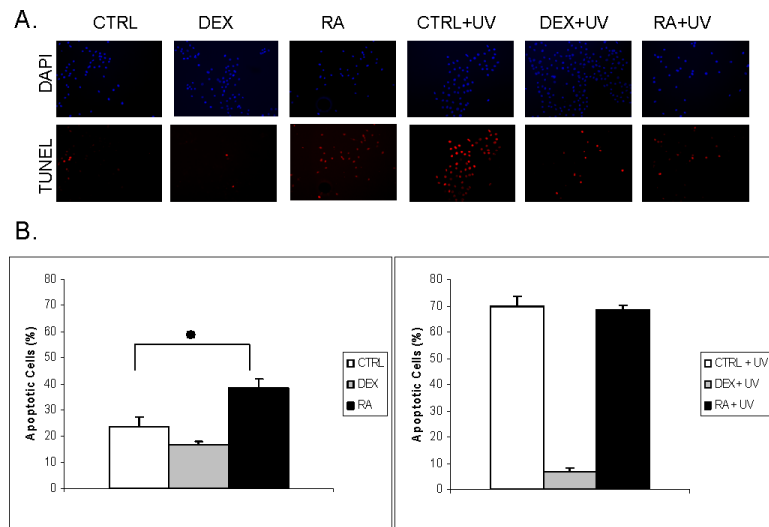 A.
CTRL DEX RA CTRL+UV DEX+UV RA+UV
DAPI
TUNEL
B.
Apoptotic Cells (%)
80
70
60
50
40
30
20
10
0
CTRL
DEX
RA
Apoptotic Cells (%)
80
70
60
50
40
30
20
10
0
CTRL + UV
DEX+ UV
RA+ UV